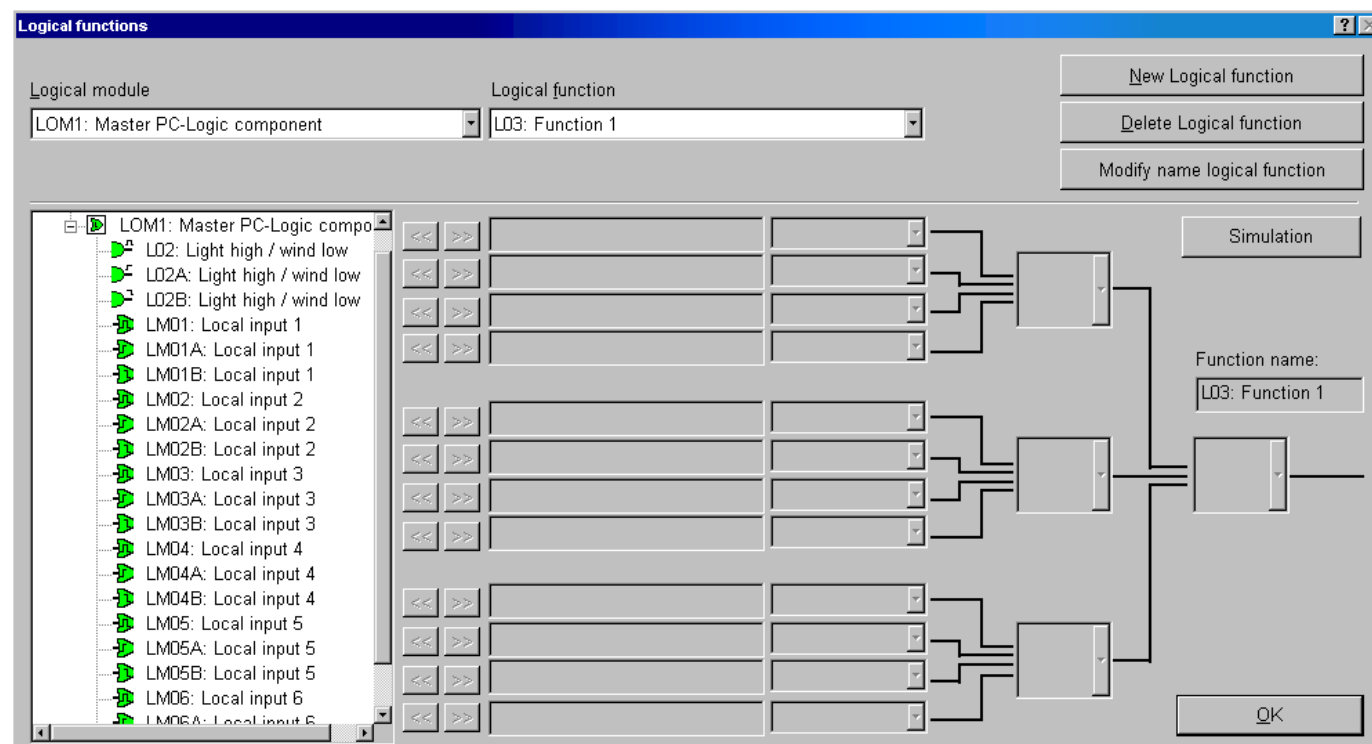 Logical functions
Logical module
Logical function
New Logical function
LOM1: Master PC-Logic component
L03: Function 1
Delete Logical function
Modify name logical function
LOM1: Master PC-Logic compo
L02: Light high / wind low
L02A: Light high / wind low
L02B: Light high / wind low
LM01: Local input 1
LM01A: Local input 1
LM01B: Local input 1
LM02: Local input 2
LM02A: Local input 2
LM02B: Local input 2
LM03: Local input 3
LM03A: Local input 3
LM03B: Local input 3
LM04: Local input 4
LM04A: Local input 4
LM04B: Local input 4
LM05: Local input 5
LM05A: Local input 5
LM05B: Local input 5
LM06: Local input 6
LM06A: Local input 6
<< >>
<< >>
<< >>
<< >>
<< >>
<< >>
<< >>
<< >>
<< >>
<< >>
<< >>
<< >>
Simulation
Function name:
L03: Function 1
OK